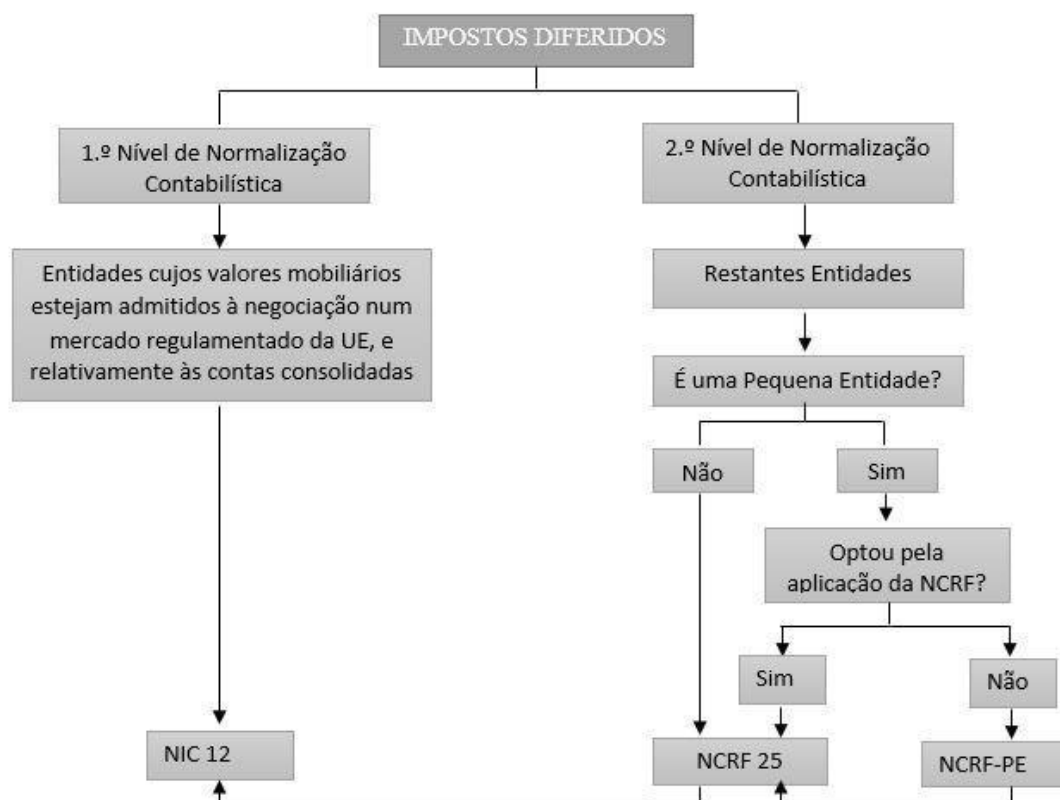 IMPOSTOS DIFERIDOS
1.º Nível de Normalização
Contabilística
2.º Nível de Normalização
Contabilística
Entidades cujos valores mobiliários
estejam admitidos à negociação num
mercado regulamentado da UE, e
relativamente às contas consolidadas
Restantes Entidades
É uma Pequena Entidade?
Não
Sim
Optou pela
aplicação da NCRF?
Sim
Não
NIC 12
NCRF 25
NCRF-PE